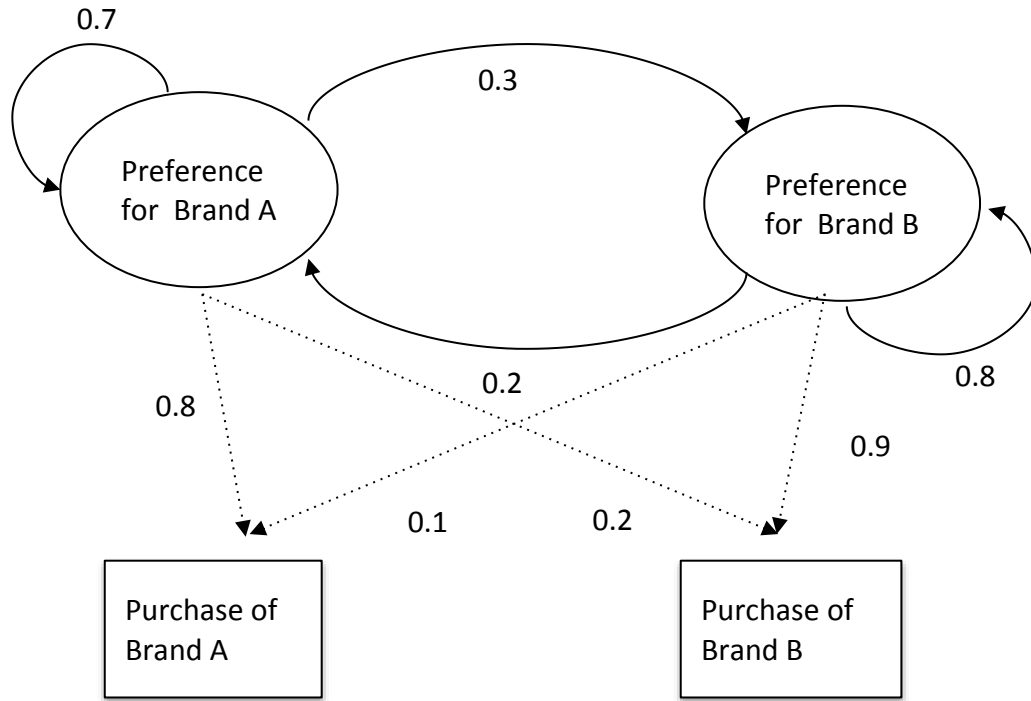 0.7
0.3
Preference
for Brand A
Preference
for Brand B
0.2
0.8
0.8
0.9
0.1
0.2
Purchase of
Brand A
Purchase of
Brand B